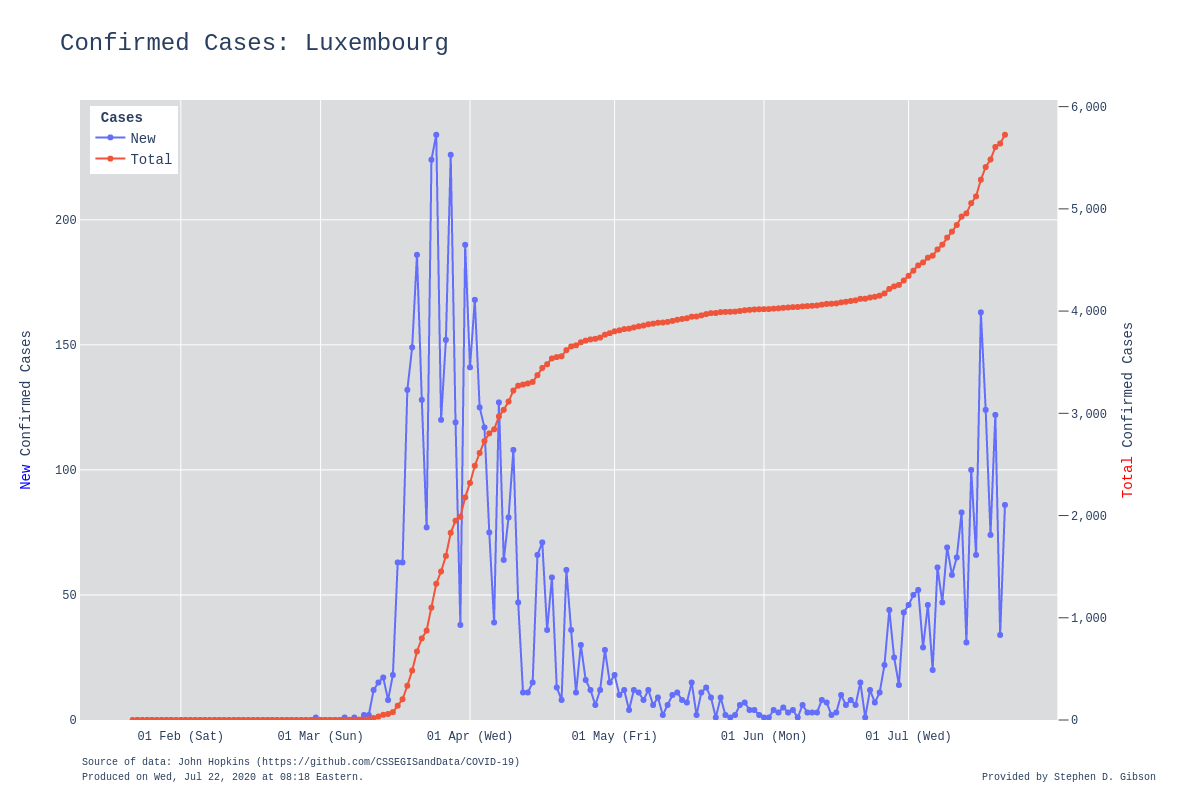 Confirmed Cases: Luxembourg
Cases
New
Total
200
150
100
50
0
6,000
5,000
4,000
3,000
2,000
1,000
0
New Confirmed Cases
Total Confirmed Cases
01 Feb (Sat)
01 Mar (Sun)
01 Apr (Wed)
01 May (Fri)
01 Jun (Mon)
01 Jul (Wed)
Source of data: John Hopkins (https://github.com/CSSEGISandData/COVID-19)
Produced on Wed, Jul 22, 2020 at 08:18 Eastern.
Provided by Stephen D. Gibson